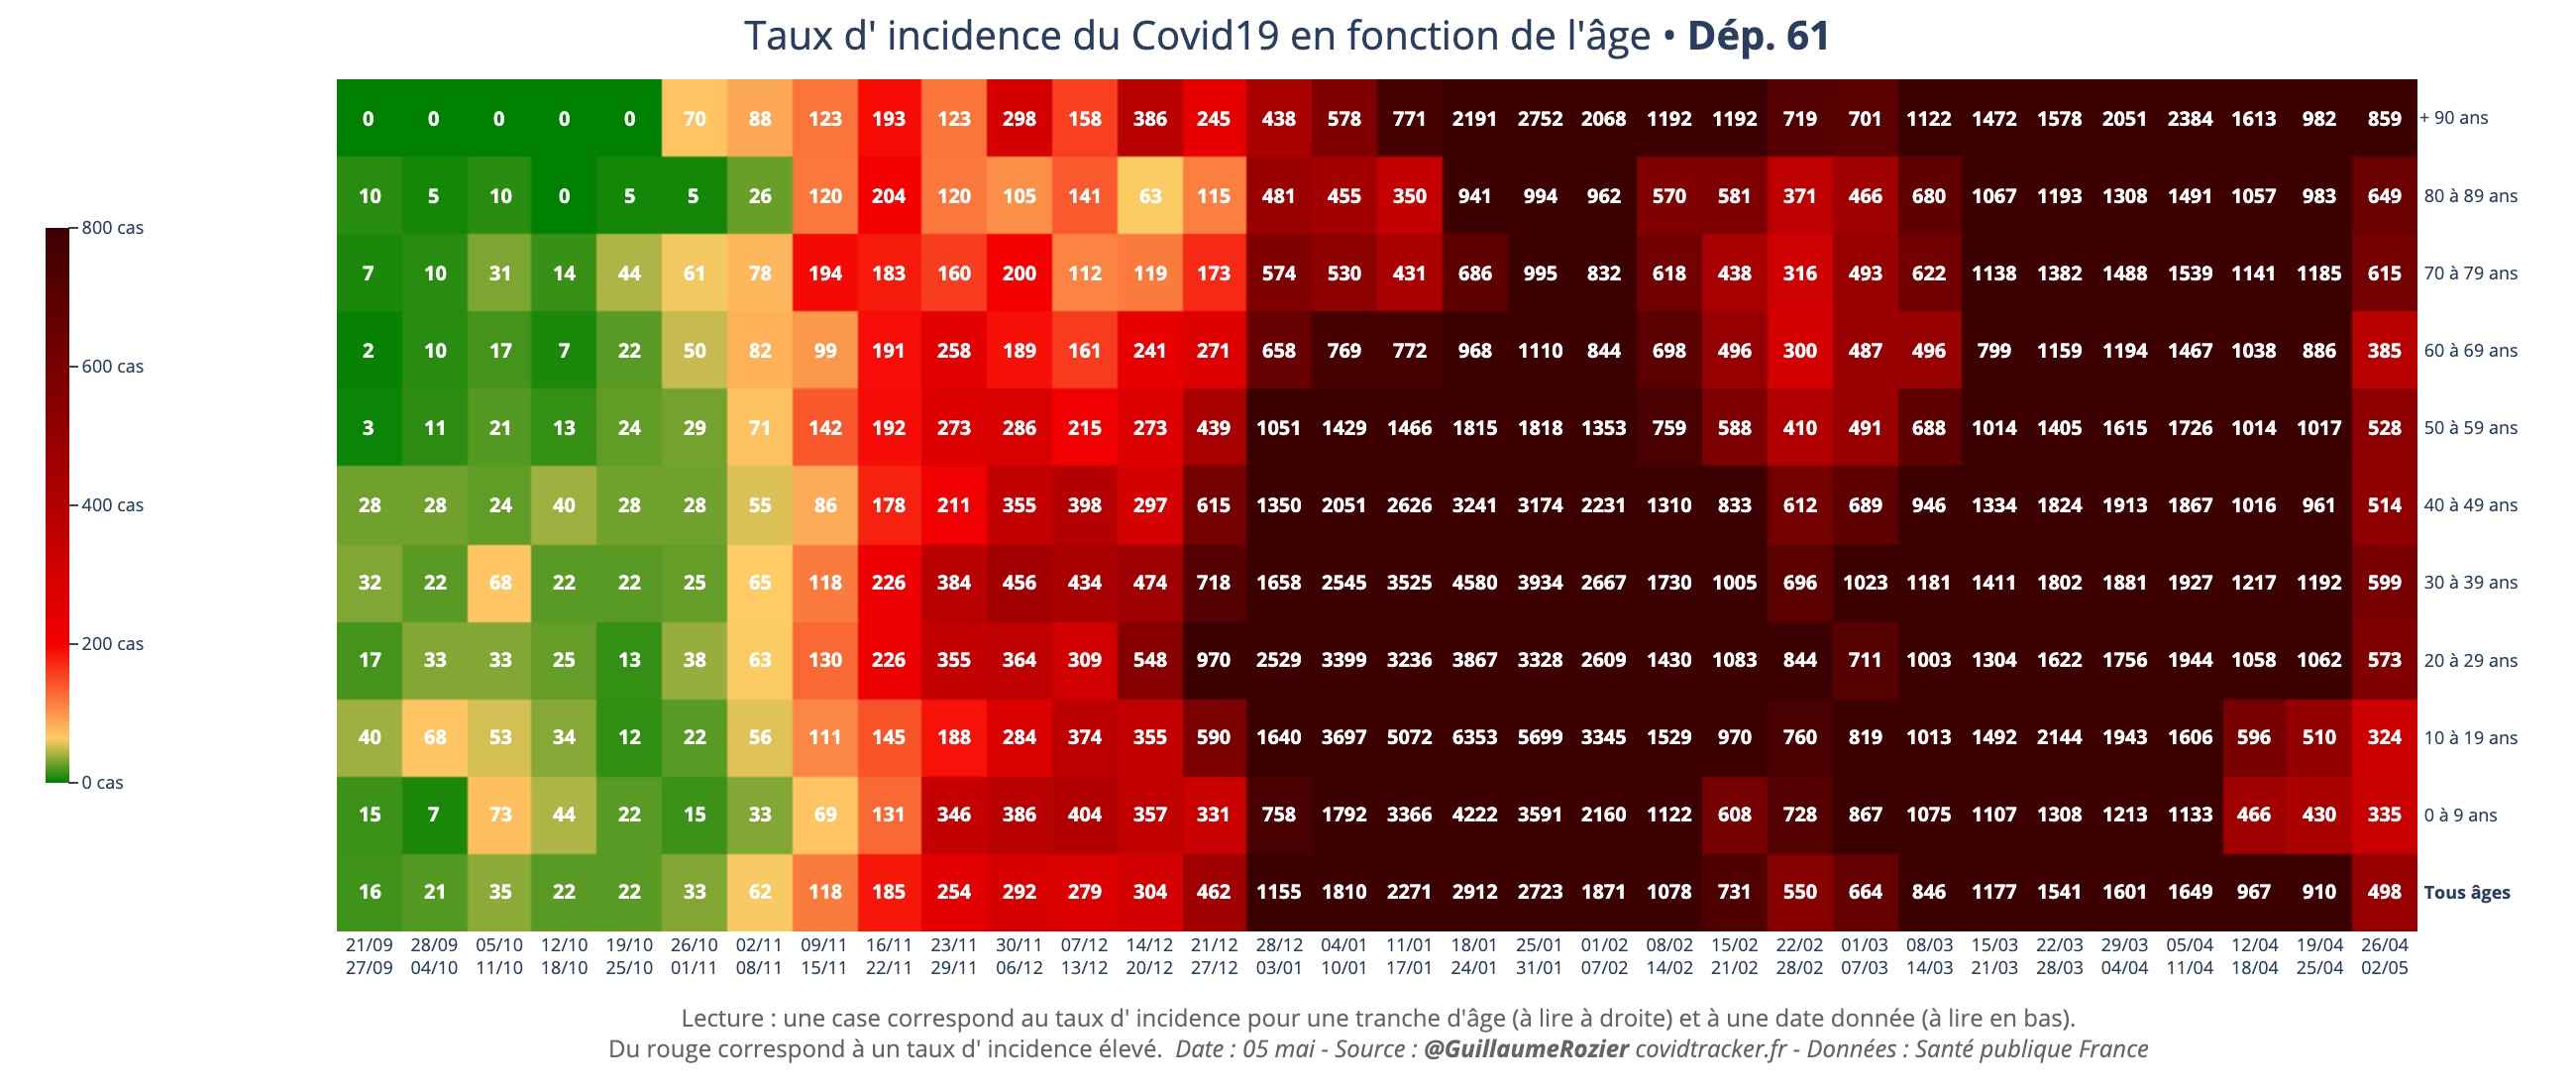 Taux d' incidence du Covid19 en fonction de l'âge • Dép. 61
800 cas
600 cas
400 cas
200 cas
0 cas
0 0 0 0 0 70 88 123 193 123 298 158 386 245 438 578 771 2191 2752 2068 1192 1192 719 701 1122 1472 1578 2051 2384 1613 982 859 + 90 ans
10 5 10 0 5 5 26 120 204 120 105 141 63 115 481 455 350 941 994 962 570 581 371 466 680 1067 1193 1308 1491 1057 983 649 80 à 89 ans
7 10 31 14 44 61 78 194 183 160 200 112 119 173 574 530 431 686 995 832 618 438 316 493 622 1138 1382 1488 1539 1141 1185 615 70 à 79 ans
2 10 17 7 22 50 82 99 191 258 189 161 241 271 658 769 772 968 1110 844 698 496 300 487 496 799 1159 1194 1467 1038 886 385 60 à 69 ans
3 11 21 13 24 29 71 142 192 273 286 215 273 439 1051 1429 1466 1815 1818 1353 759 588 410 491 688 1014 1405 1615 1726 1014 1017 528 50 à 59 ans
28 28 24 40 28 28 55 86 178 211 355 398 297 615 1350 2051 2626 3241 3174 2231 1310 833 612 689 946 1334 1824 1913 1867 1016 961 514 40 à 49 ans
32 22 68 22 22 25 65 118 226 384 456 434 474 718 1658 2545 3525 4580 3934 2667 1730 1005 696 1023 1181 1411 1802 1881 1927 1217 1192 599 30 à 39 ans
17 33 33 25 13 38 63 130 226 355 364 309 548 970 2529 3399 3236 3867 3328 2609 1430 1083 844 711 1003 1304 1622 1756 1944 1058 1062 573 20 à 29 ans
40 68 53 34 12 22 56 111 145 188 284 374 355 590 1640 3697 5072 6353 5699 3345 1529 970 760 819 1013 1492 2144 1943 1606 596 510 324 10 à 19 ans
15 7 73 44 22 15 33 69 131 346 386 404 357 331 758 1792 3366 4222 3591 2160 1122 608 728 867 1075 1107 1308 1213 1133 466 430 335 0 à 9 ans
16 21 35 22 22 33 62 118 185 254 292 279 304 462 1155 1810 2271 2912 2723 1871 1078 731 550 664 846 1177 1541 1601 1649 967 910 498 Tous âges
21/09 28/09 05/10 12/10 19/10 26/10 02/11 09/11 16/11 23/11 30/11 07/12 14/12 21/12 28/12 04/01 11/01 18/01 25/01 01/02 08/02 15/02 22/02 01/03 08/03 15/03 22/03 29/03 05/04 12/04 19/04 26/04
27/09 04/10 11/10 18/10 25/10 01/11 08/11 15/11 22/11 29/11 06/12 13/12 20/12 27/12 03/01 10/01 17/01 24/01 31/01 07/02 14/02 21/02 28/02 07/03 14/03 21/03 28/03 04/04 11/04 18/04 25/04 02/05
Lecture : une case correspond au taux d' incidence pour une tranche d'âge (à lire à droite) et à une date donnée (à lire en bas).
Du rouge correspond à un taux d' incidence élevé. Date : 05 mai - Source : @GuillaumeRozier covidtracker.fr - Données : Santé publique France